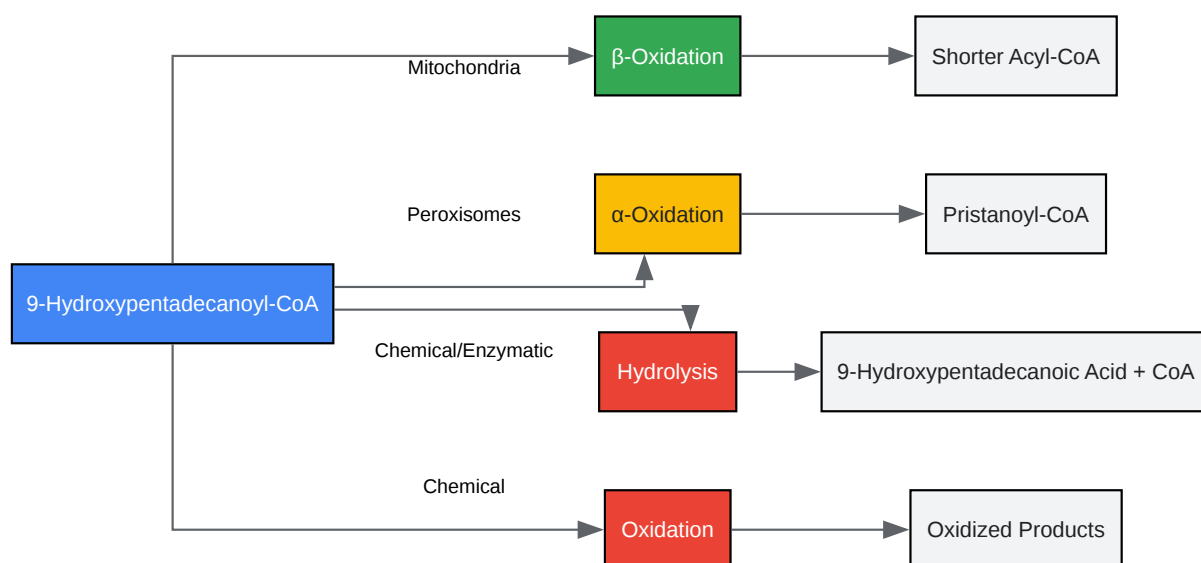 Mitochondria
β-Oxidation
Shorter Acyl-CoA
Peroxisomes
α-Oxidation
Pristanoyl-CoA
9-Hydroxypentadecanoyl-CoA
Chemical/Enzymatic
Hydrolysis
9-Hydroxypentadecanoic Acid + CoA
Chemical
Oxidation
Oxidized Products